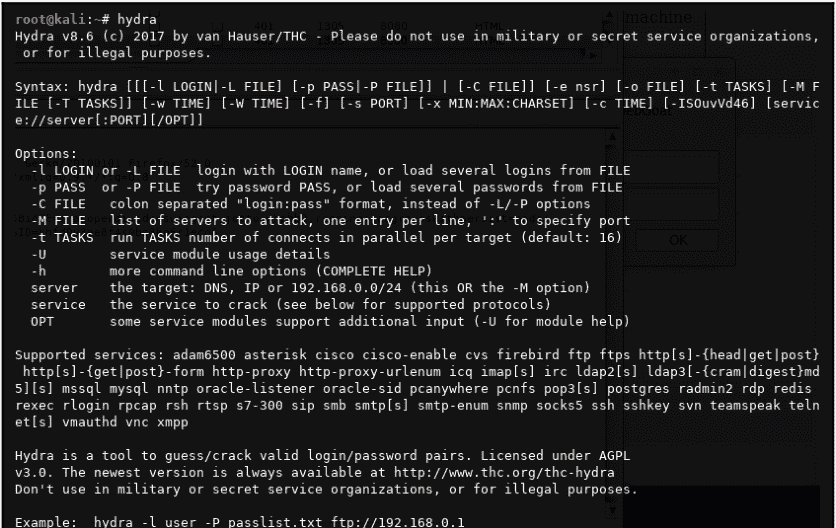 root@kali:~# hydra
Hydra v8.6 (c) 2017 by van Hauser/THC - Please do not use in military or secret service organizations,
 or for illegal purposes.
Syntax: hydra [[[-l LOGIN|-L FILE] [-p PASS|-P FILE]] | [-C FILE]] [-e nsr] [-o FILE] [-t TASKS] [-M F
ILE [-T TASKS]] [-w TIME] [-W TIME] [-f] [-s PORT] [-x MIN:MAX:CHARSET] [-c TIME] [-ISOuvVd46] [servic
e://server[:PORT][/OPT]]
Options:
  -l LOGIN or -L FILE  login with LOGIN name, or load several logins from FILE
  -p PASS  or -P FILE  try password PASS, or load several passwords from FILE
  -C FILE   colon separated "login:pass" format, instead of -L/-P options
  -M FILE   list of servers to attack, one entry per line, ':' to specify port
  -t TASKS  run TASKS number of connects in parallel per target (default: 16)
  -U        service module usage details
  -h        more command line options (COMPLETE HELP)
  server    the target: DNS, IP or 192.168.0.0/24 (this OR the -M option)
  service   the service to crack (see below for supported protocols)
  OPT       some service modules support additional input (-U for module help)
Supported services: adam6500 asterisk cisco cisco-enable cvs firebird ftp ftps http[s]-{head|get|post}
 http[s]-{get|post}-form http-proxy http-proxy-urlenum icq imap[s] irc ldap2[s] ldap3[-{cram|digest}md
5][s] mssql mysql nntp oracle-listener oracle-sid pcanywhere pcnfs pop3[s] postgres radmin2 rdp redis
rexec rlogin rpcap rsh rtsp s7-300 sip smb smtp[s] smtp-enum snmp socks5 ssh sshkey svn teamspeak teln
et[s] vmauthd vnc xmpp
Hydra is a tool to guess/crack valid login/password pairs. Licensed under AGPL
v3.0. The newest version is always available at http://www.thc.org/thc-hydra
Don't use in military or secret service organizations, or for illegal purposes.
Example:  hydra -l user -P passlist.txt ftp://192.168.0.1
machine
OK